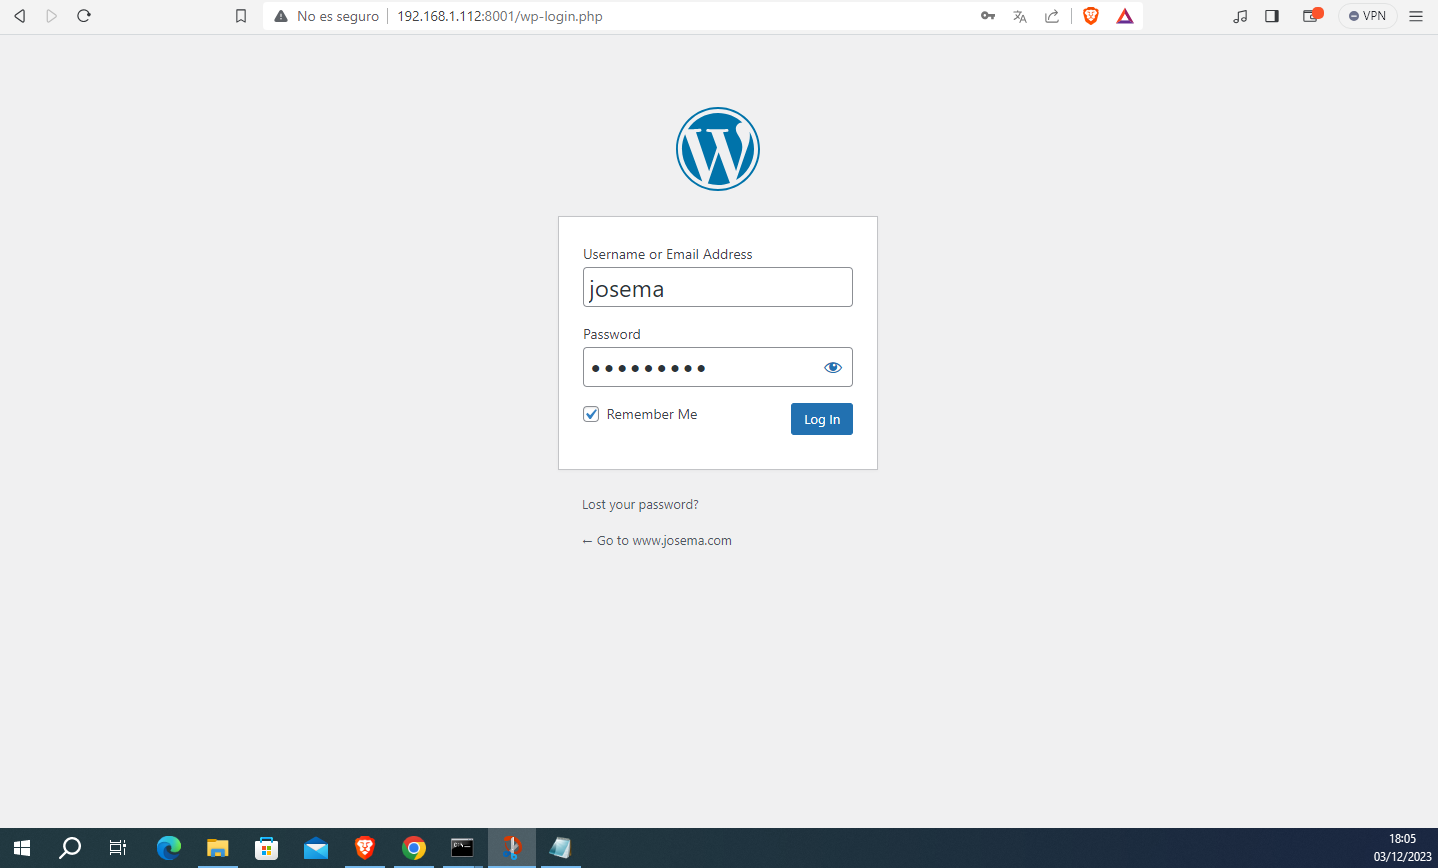 No es seguro 192.168.1.112:8001/wp-login.php VPN
Username or Email Address
josema
Password
Remember Me Log In
Lost your password?
← Go to www.josema.com
18:05
03/12/2023